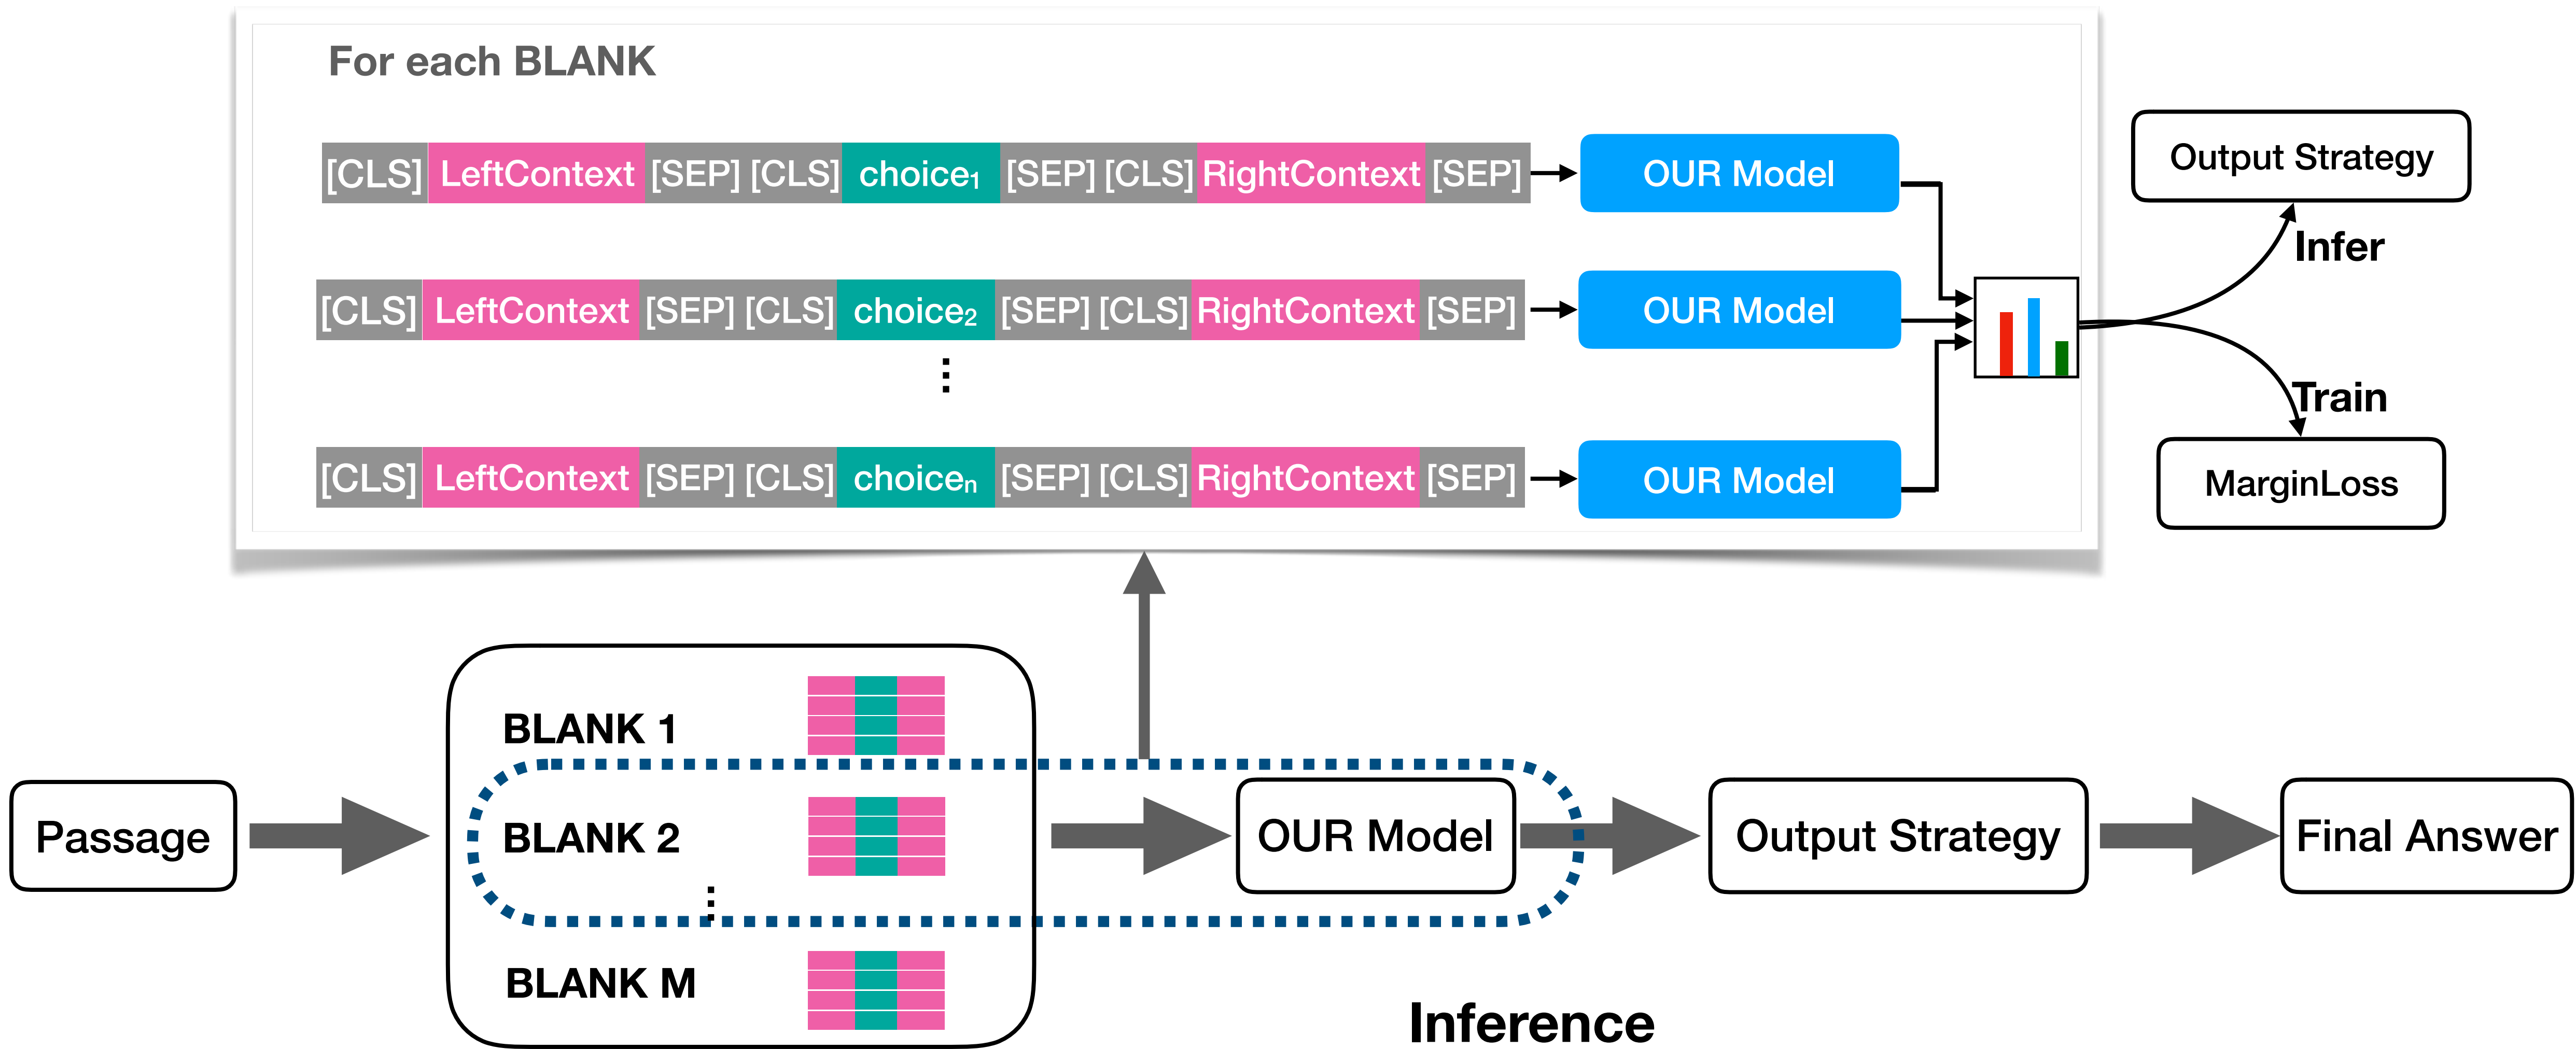 For each BLANK
[CLS] LeftContext [SEP] [CLS] choice₁ [SEP] [CLS] RightContext [SEP] OUR Model
[CLS] LeftContext [SEP] [CLS] choice₂ [SEP] [CLS] RightContext [SEP] OUR Model
[CLS] LeftContext [SEP] [CLS] choiceₙ [SEP] [CLS] RightContext [SEP] OUR Model
Output Strategy
Infer
Train
MarginLoss
Passage
BLANK 1
BLANK 2
BLANK M
OUR Model
Output Strategy
Final Answer
Inference